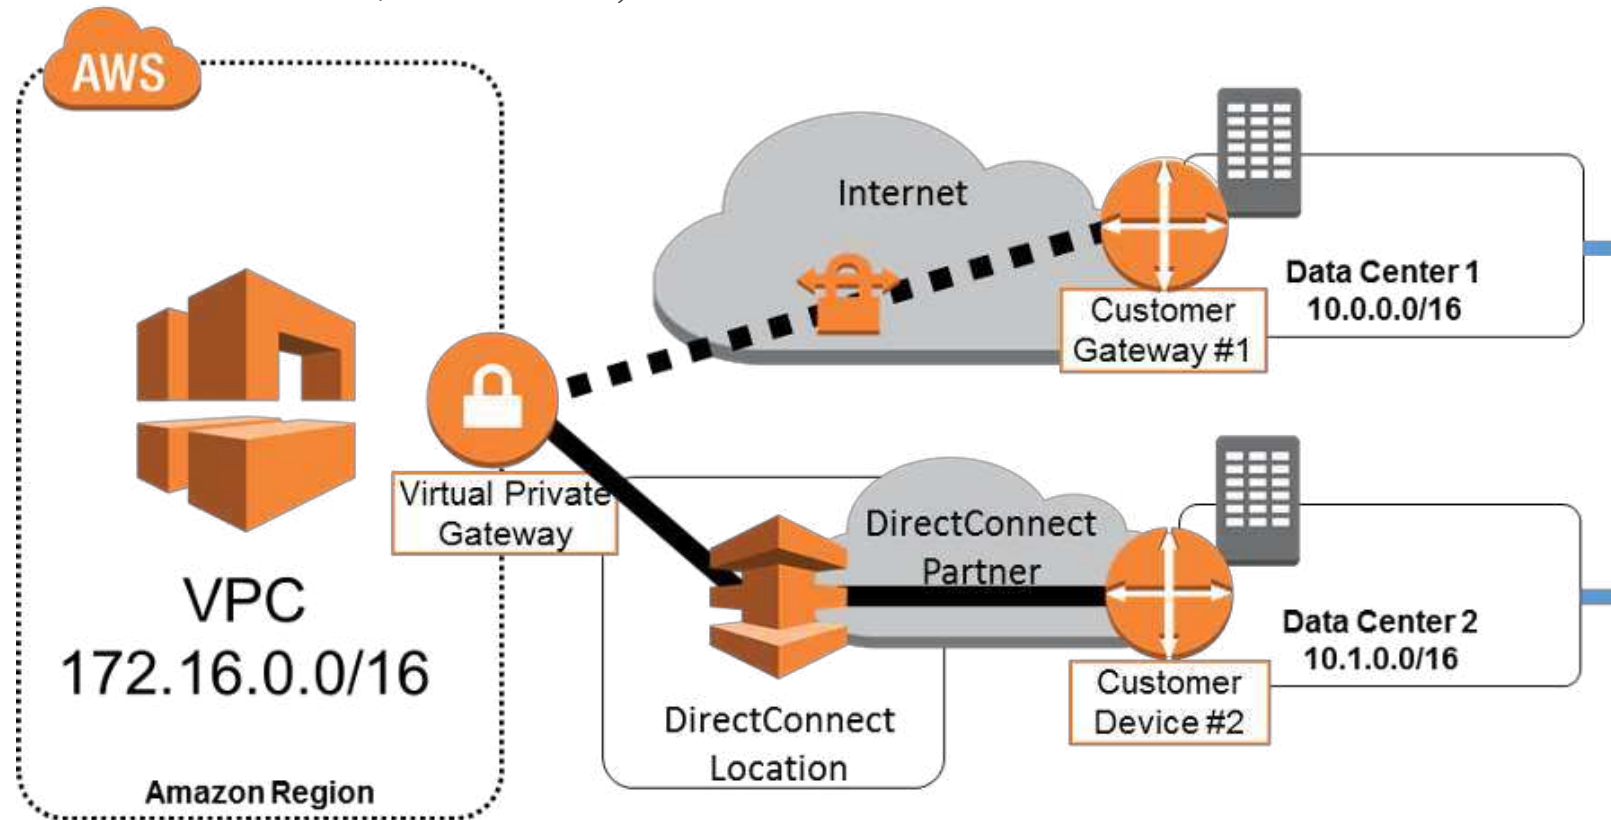 AWS
Internet
Data Center 1
10.0.0.0/16
Customer
Gateway #1
Virtual Private
Gateway
DirectConnect
Partner
VPC
172.16.0.0/16
Data Center 2
10.1.0.0/16
Customer
Device #2
DirectConnect
Location
Amazon Region